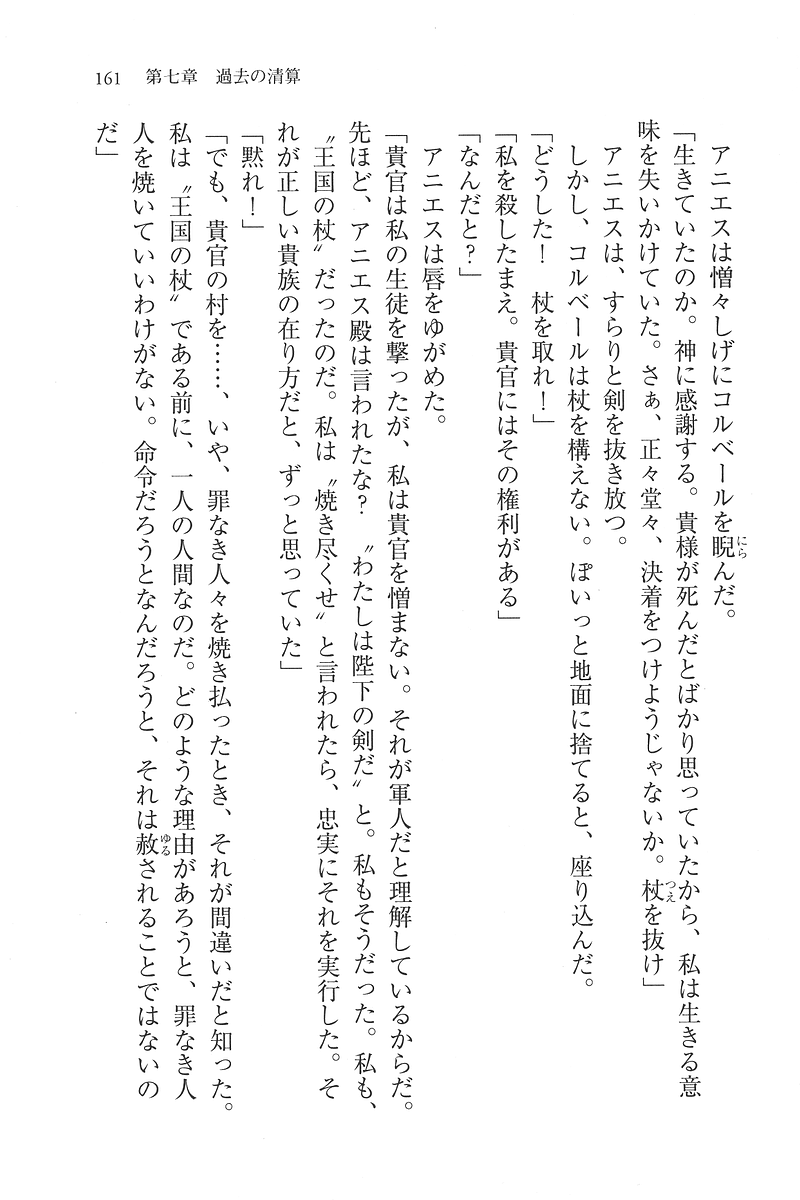 161　第七章　過去の清算
　アニエスは憎々しげにコルベールを睨んだ。
「生きていたのか。神に感謝する。貴様が死んだとばかり思っていたから、私は生きる意
味を失いかけていた。さぁ、正々堂々、決着をつけようじゃないか。杖を抜け」
　アニエスは、すらりと剣を抜き放つ。
　しかし、コルベールは杖を構えない。ぽいっと地面に捨てると、座り込んだ。
「どうした！　杖を取れ！」
「私を殺したまえ。貴官にはその権利がある」
「なんだと？」
　アニエスは唇をゆがめた。
「貴官は私の生徒を撃ったが、私は貴官を憎まない。それが軍人だと理解しているからだ。
先ほど、アニエス殿は言われたな？　〝わたしは陛下の剣だ〟と。私もそうだった。私も、
〝王国の杖〟だったのだ。私は〝焼き尽くせ〟と言われたら、忠実にそれを実行した。そ
れが正しい貴族の在り方だと、ずっと思っていた」
「黙れ！」
「でも、貴官の村を……、いや、罪なき人々を焼き払ったとき、それが間違いだと知った。
私は〝王国の杖〟である前に、一人の人間なのだ。どのような理由があろうと、罪なき人
人を焼いていいわけがない。命令だろうとなんだろうと、それは赦されることではないの
だ」
にら
つえ
ゆる